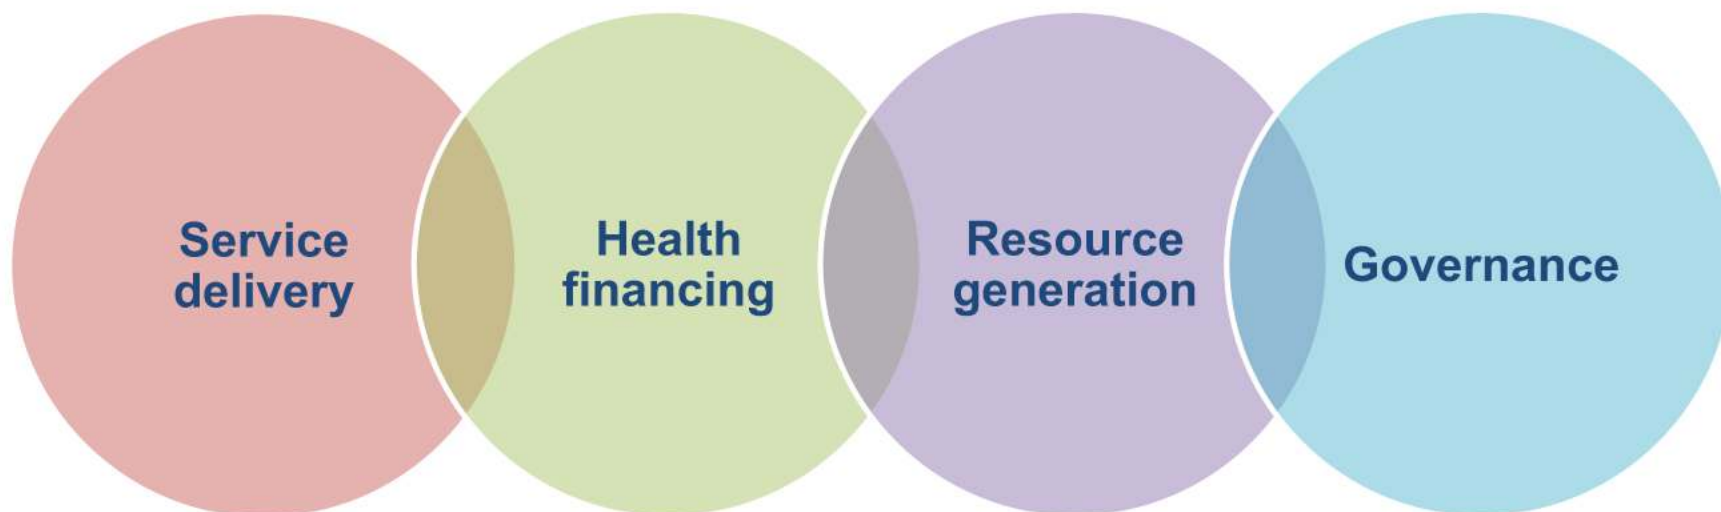 Service
delivery
Health
financing
Resource
generation
Governance